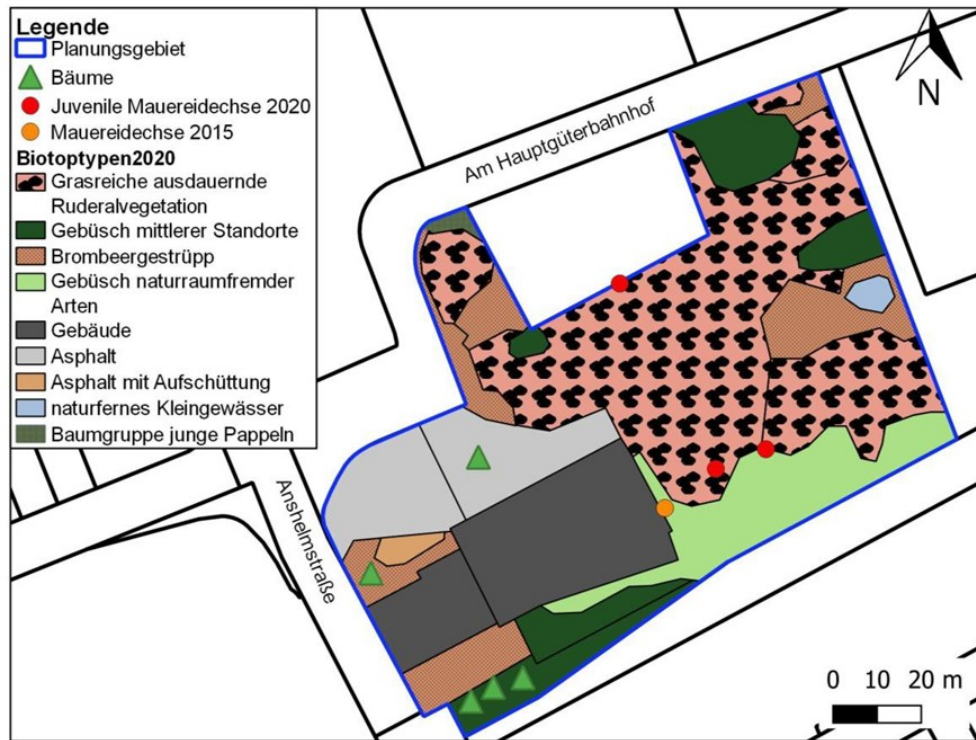 Legende
Planungsgebiet
Bäume
Juvenile Mauereidechse 2020
Mauereidechse 2015
Biotoptypen2020
Grasreiche ausdauernde
Ruderalvegetation
Gebüsch mittlerer Standorte
Brombeergestrüpp
Gebüsch naturraumfremder
Arten
Gebäude
Asphalt
Asphalt mit Aufschüttung
naturfernes Kleingewässer
Baumgruppe junge Pappeln
Am Hauptgüterbahnhof
N
Anshelmstraße
0 10 20 m